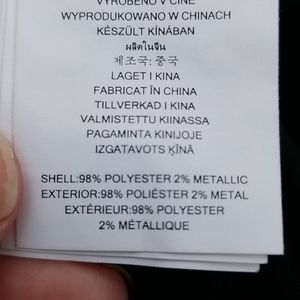 VYROBENO V ČÍNĚ
WYPRODUKOWANO W CHINACH
KÉSZÜLT KÍNÁBAN
ผลิตในจีน
제조국: 중국
LAGET I KINA
FABRICAT ÎN CHINA
TILLVERKAD I KINA
VALMISTETTU KIINASSA
PAGAMINTA KINIJOJE
IZGATAVOTS ĶĪNĀ
SHELL:98% POLYESTER 2% METALLIC
EXTERIOR:98% POLIÉSTER 2% METAL
EXTÉRIEUR:98% POLYESTER
2% MÉTALLIQUE